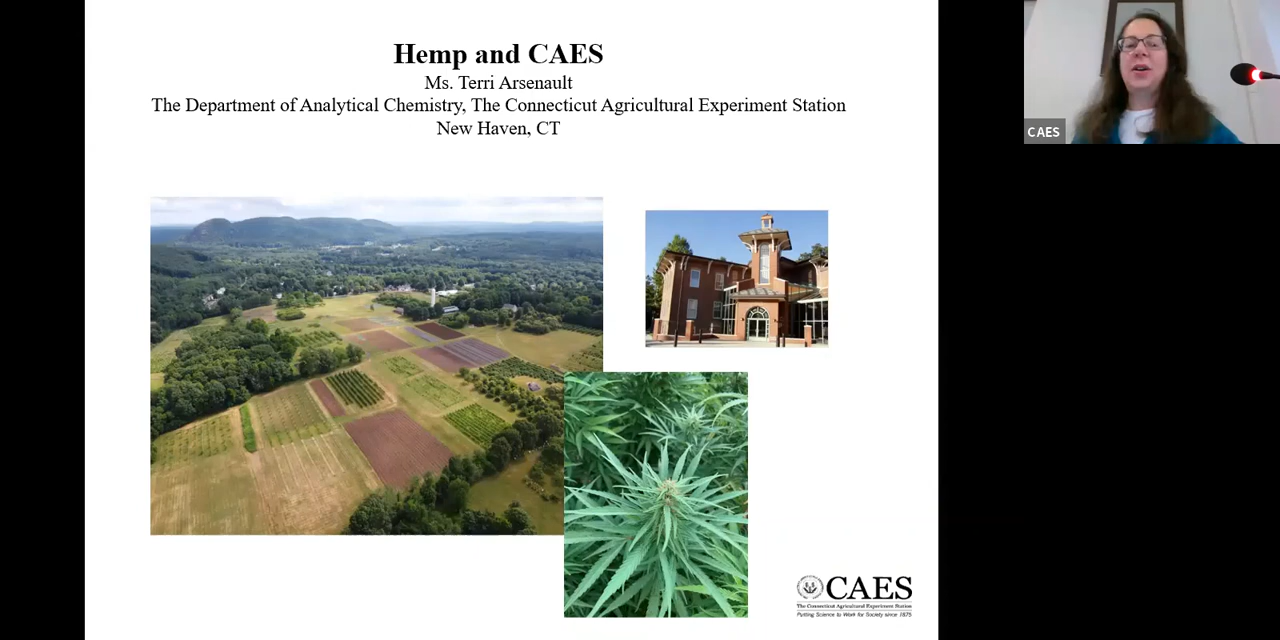 Hemp and CAES
Ms. Terri Arsenault
The Department of Analytical Chemistry, The Connecticut Agricultural Experiment Station
New Haven, CT
CAES
CAES
The Connecticut Agricultural Experiment Station
Putting Science to Work for Society since 1875